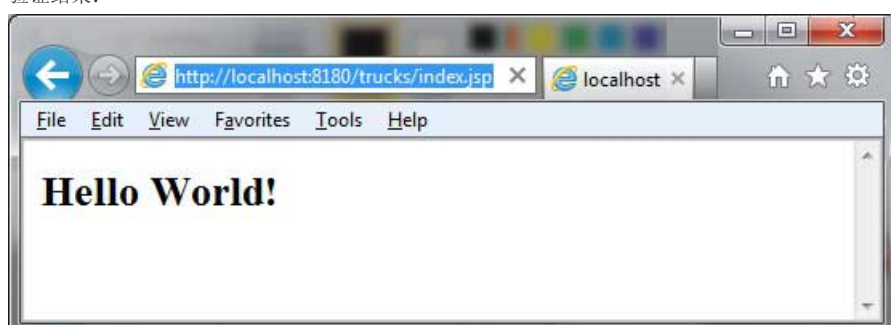 验证结果:
http://localhost:8180/trucks/index.jsp
localhost
File Edit View Favorites Tools Help
Hello World!